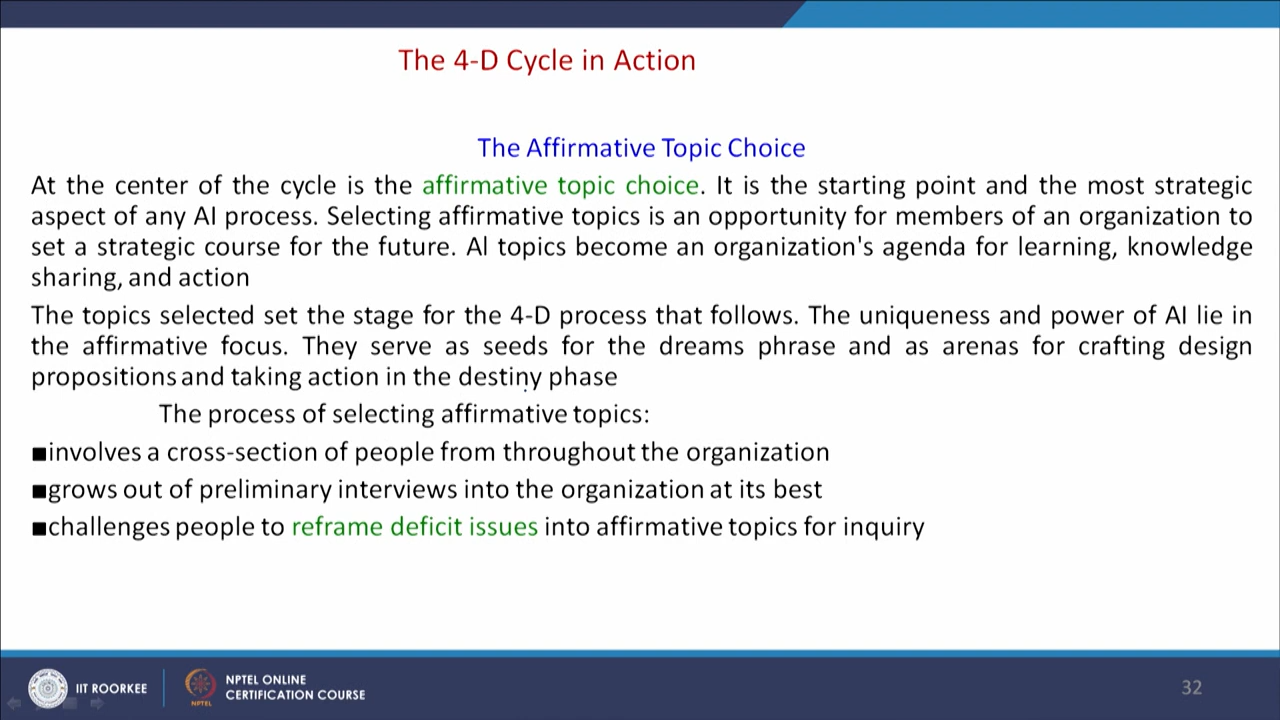 The 4-D Cycle in Action
The Affirmative Topic Choice
At the center of the cycle is the affirmative topic choice. It is the starting point and the most strategic
aspect of any AI process. Selecting affirmative topics is an opportunity for members of an organization to
set a strategic course for the future. Al topics become an organization's agenda for learning, knowledge
sharing, and action
The topics selected set the stage for the 4-D process that follows. The uniqueness and power of AI lie in
the affirmative focus. They serve as seeds for the dreams phrase and as arenas for crafting design
propositions and taking action in the destiny phase
The process of selecting affirmative topics:
■involves a cross-section of people from throughout the organization
■grows out of preliminary interviews into the organization at its best
■challenges people to reframe deficit issues into affirmative topics for inquiry
IIT ROORKEE
NPTEL
NPTEL ONLINE
CERTIFICATION COURSE
32